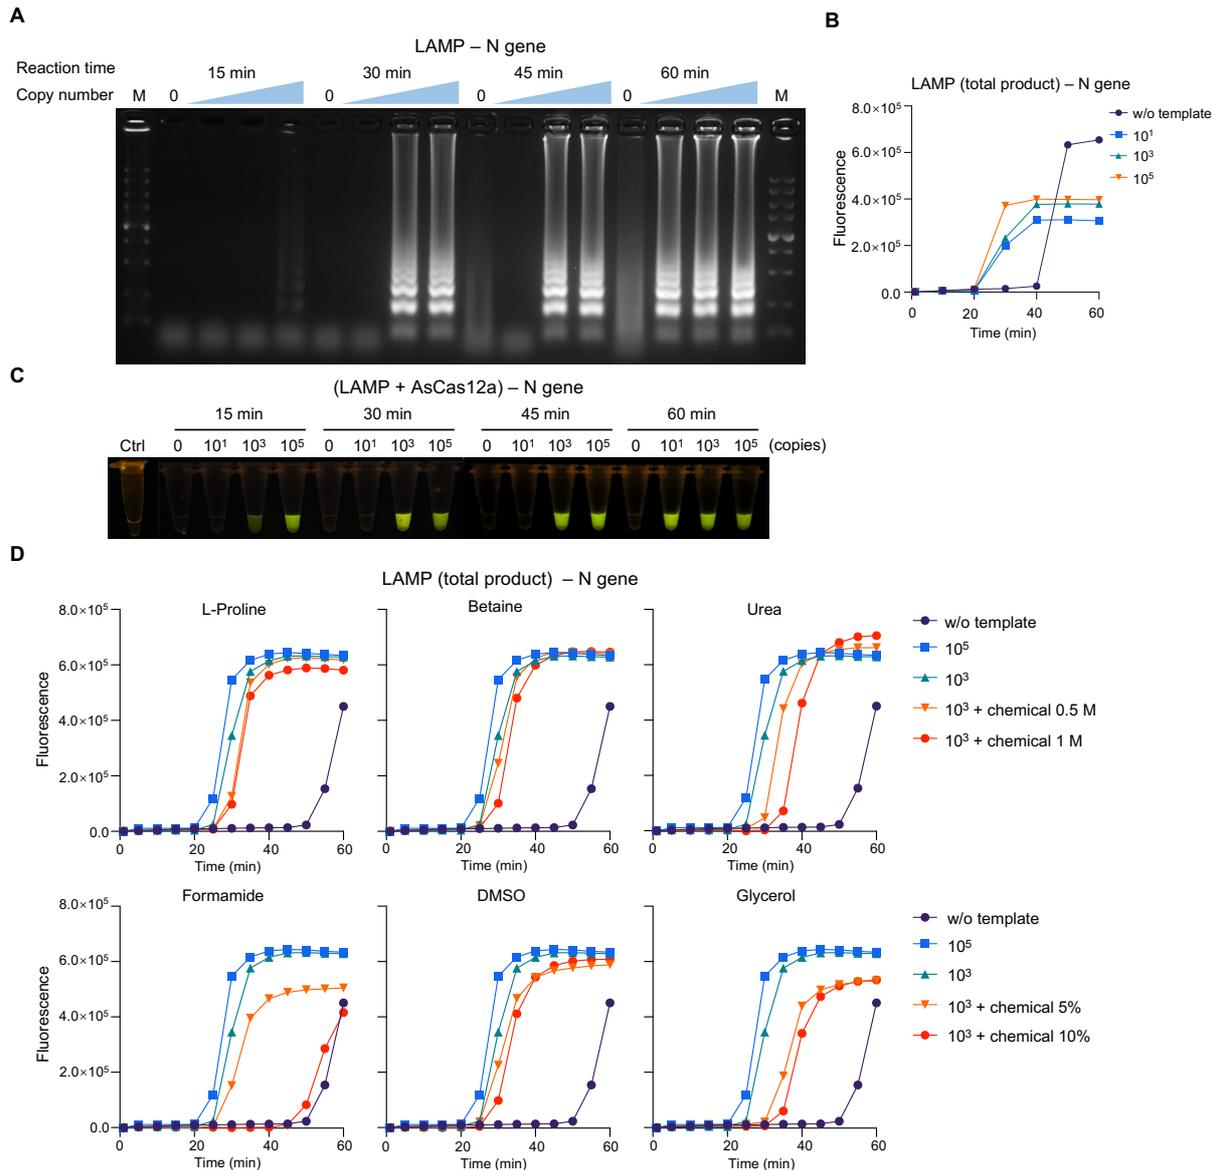 A
LAMP – N gene
Reaction time 15 min 30 min 45 min 60 min
Copy number M 0 0 0 0 M
B
LAMP (total product) – N gene
8.0×10⁵
6.0×10⁵
4.0×10⁵
2.0×10⁵
0.0
Fluorescence
0 20 40 60
Time (min)
w/o template
10¹
10³
10⁵
C
(LAMP + AsCas12a) – N gene
15 min 30 min 45 min 60 min
Ctrl 0 10¹ 10³ 10⁵ 0 10¹ 10³ 10⁵ 0 10¹ 10³ 10⁵ 0 10¹ 10³ 10⁵ (copies)
D
LAMP (total product) – N gene
L-Proline Betaine Urea
8.0×10⁵
6.0×10⁵
4.0×10⁵
2.0×10⁵
0.0
Fluorescence
0 20 40 60 0 20 40 60 0 20 40 60
Time (min) Time (min) Time (min)
w/o template
10⁵
10³
10³ + chemical 0.5 M
10³ + chemical 1 M
Formamide DMSO Glycerol
8.0×10⁵
6.0×10⁵
4.0×10⁵
2.0×10⁵
0.0
Fluorescence
0 20 40 60 0 20 40 60 0 20 40 60
Time (min) Time (min) Time (min)
w/o template
10⁵
10³
10³ + chemical 5%
10³ + chemical 10%